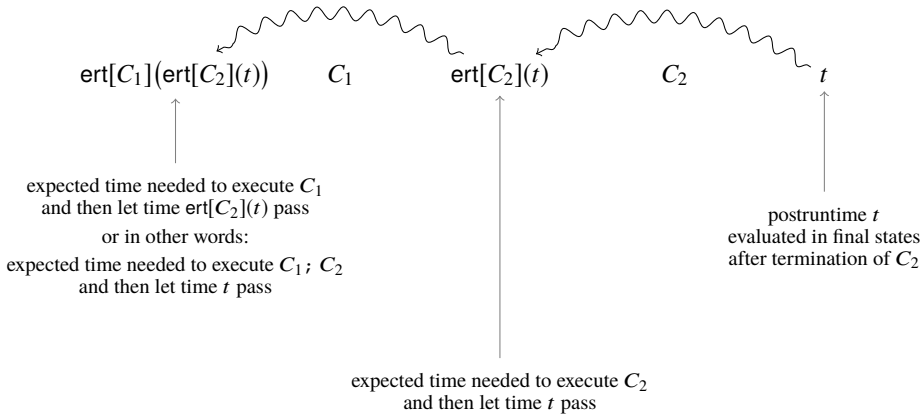 ert[C₁](ert[C₂](t)) C₁ ert[C₂](t) C₂ t
expected time needed to execute C₁
and then let time ert[C₂](t) pass
or in other words:
expected time needed to execute C₁; C₂
and then let time t pass
postruntime t
evaluated in final states
after termination of C₂
expected time needed to execute C₂
and then let time t pass